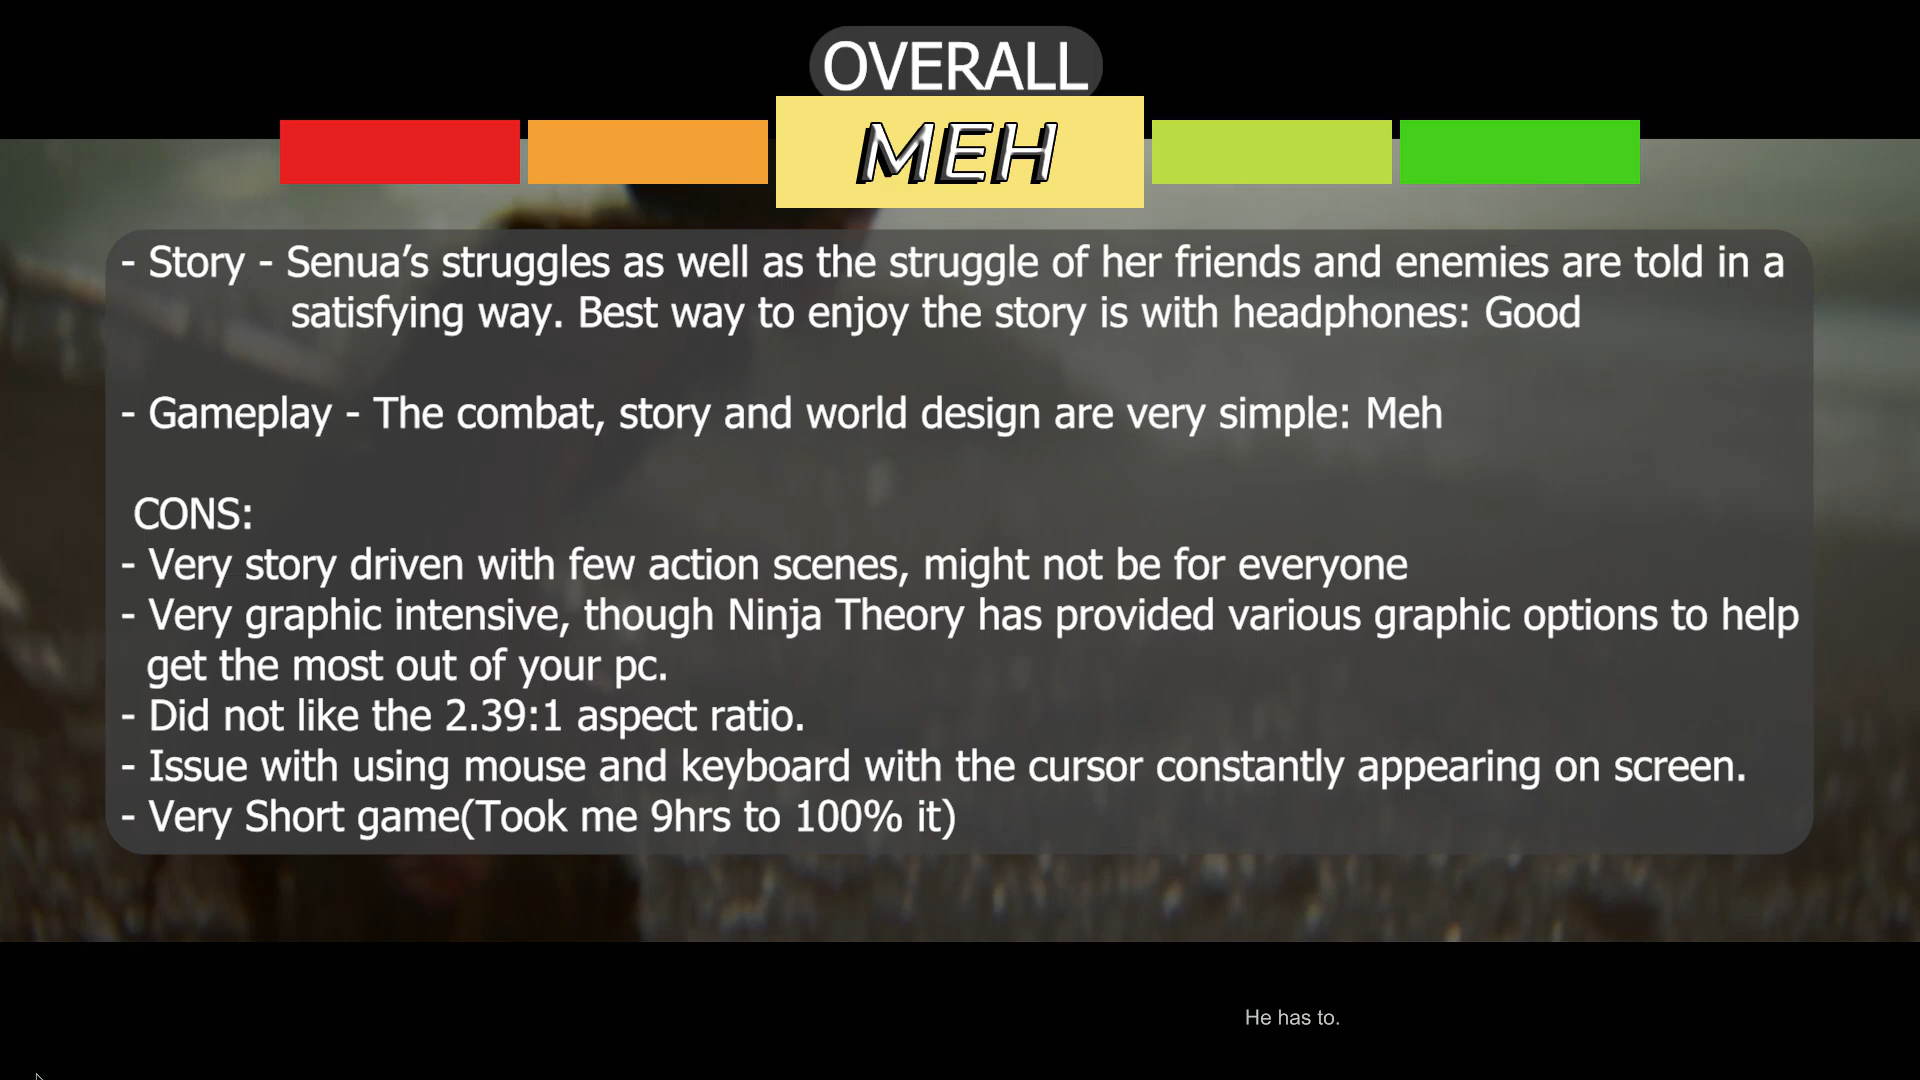 OVERALL
MEH
- Story - Senua’s struggles as well as the struggle of her friends and enemies are told in a
satisfying way. Best way to enjoy the story is with headphones: Good
- Gameplay - The combat, story and world design are very simple: Meh
CONS:
- Very story driven with few action scenes, might not be for everyone
- Very graphic intensive, though Ninja Theory has provided various graphic options to help
get the most out of your pc.
- Did not like the 2.39:1 aspect ratio.
- Issue with using mouse and keyboard with the cursor constantly appearing on screen.
- Very Short game(Took me 9hrs to 100% it)
He has to.